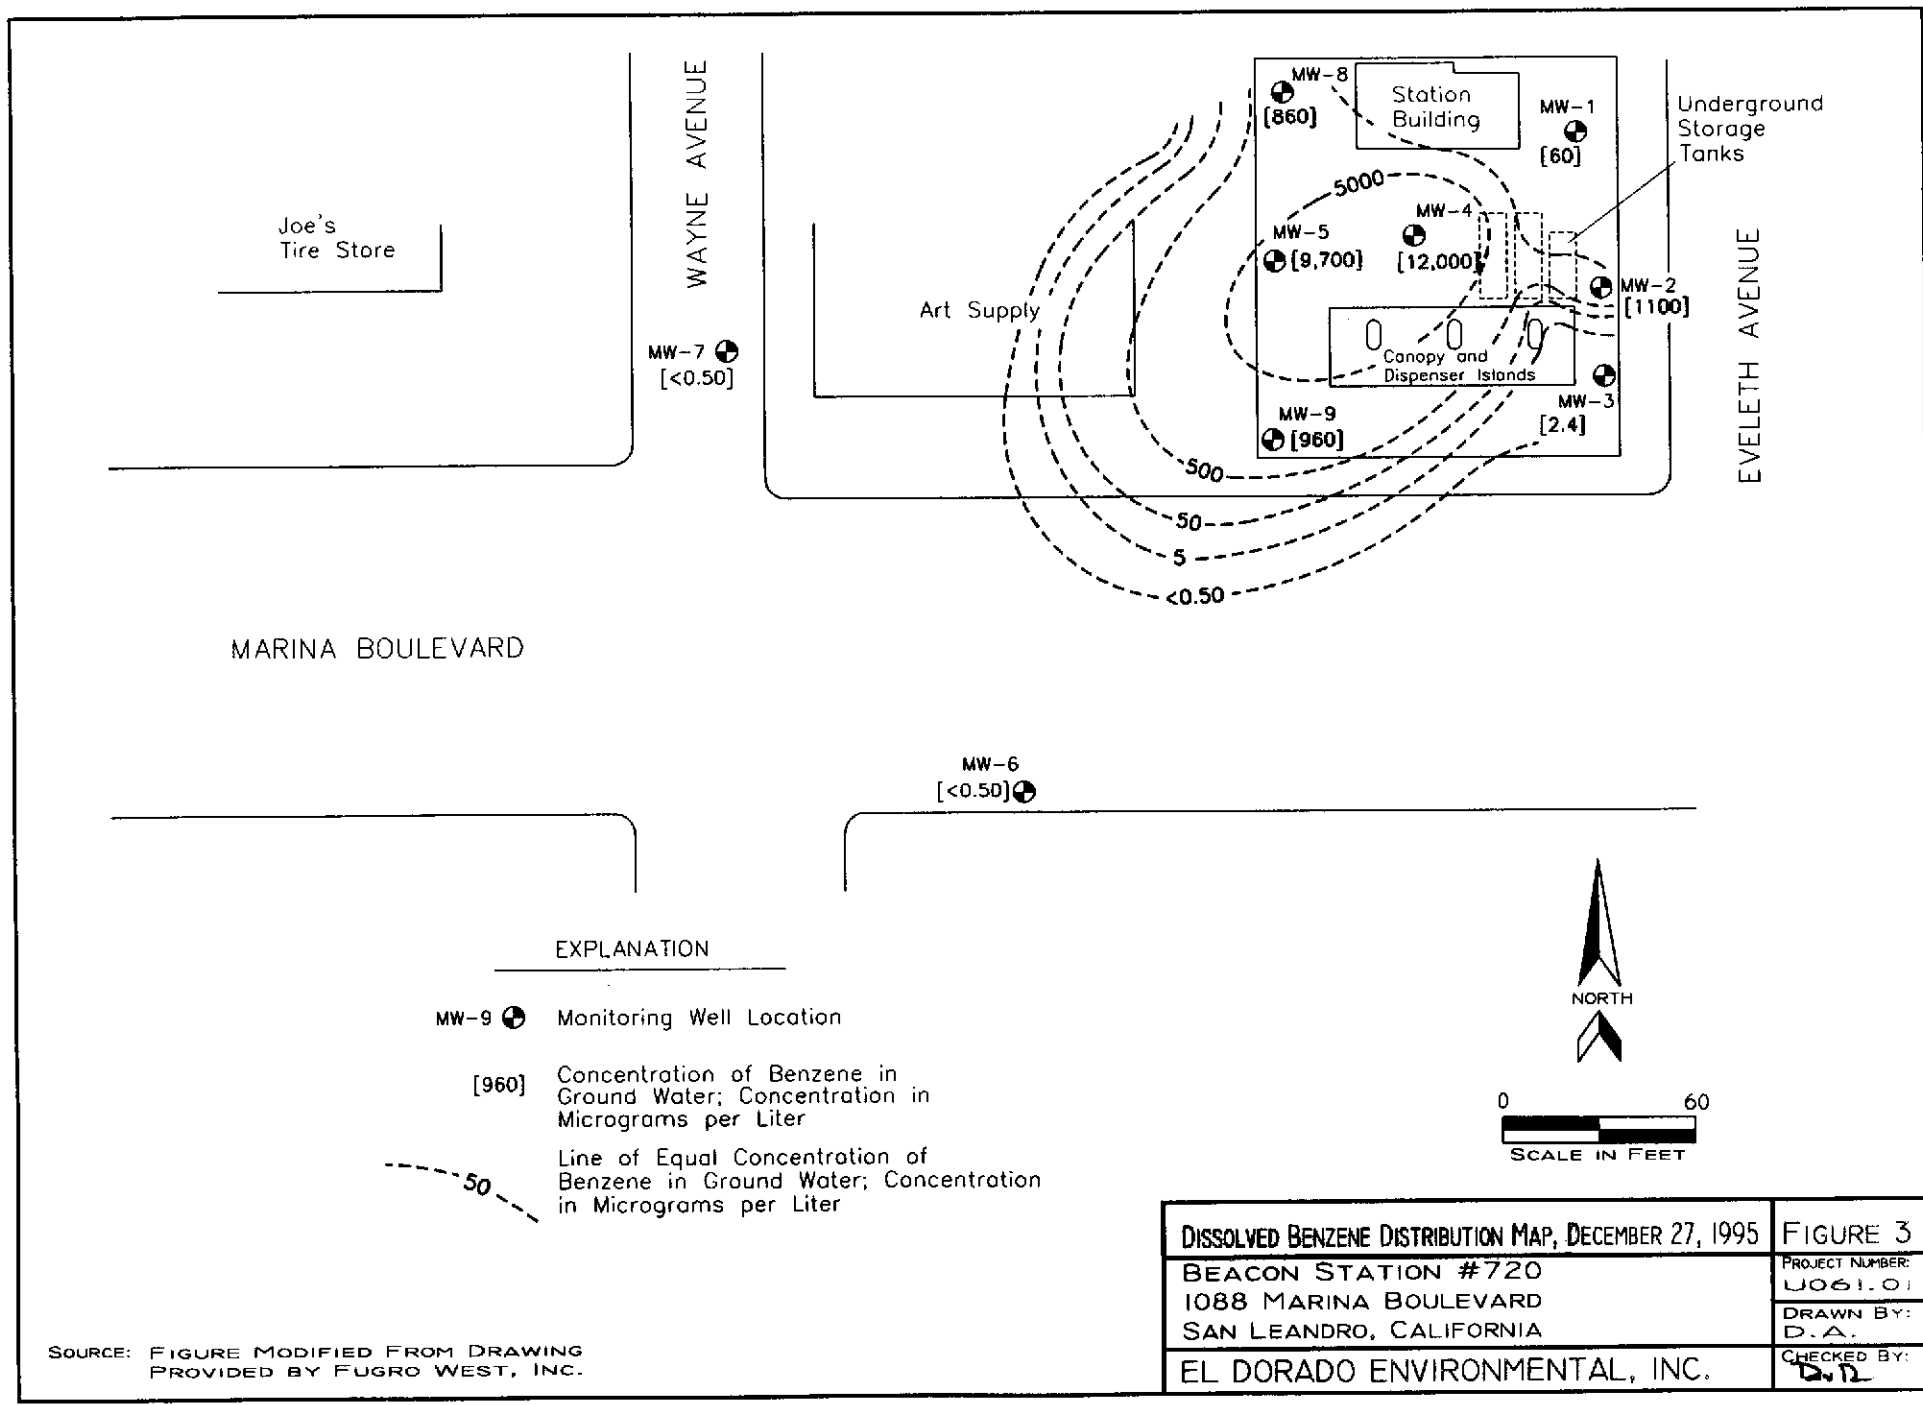 WAYNE AVENUE
MW-8
[860]
Station
Building
MW-1
[60]
Underground
Storage
Tanks
Joe's
Tire Store
5000
MW-4
[12,000]
MW-5
[9,700]
MW-2
[1100]
EVELETH AVENUE
Art Supply
MW-7
[<0.50]
Canopy and
Dispenser Islands
MW-3
[2.4]
MW-9
[960]
500
50
5
<0.50
MARINA BOULEVARD
MW-6
[<0.50]
EXPLANATION
MW-9 Monitoring Well Location
[960] Concentration of Benzene in
Ground Water; Concentration in
Micrograms per Liter
50 Line of Equal Concentration of
Benzene in Ground Water; Concentration
in Micrograms per Liter
NORTH
0 60
SCALE IN FEET
DISSOLVED BENZENE DISTRIBUTION MAP, DECEMBER 27, 1995
FIGURE 3
BEACON STATION #720
1088 MARINA BOULEVARD
SAN LEANDRO, CALIFORNIA
PROJECT NUMBER:
U061.01
DRAWN BY:
D.A.
EL DORADO ENVIRONMENTAL, INC.
CHECKED BY:
SOURCE: FIGURE MODIFIED FROM DRAWING
PROVIDED BY FUGRO WEST, INC.